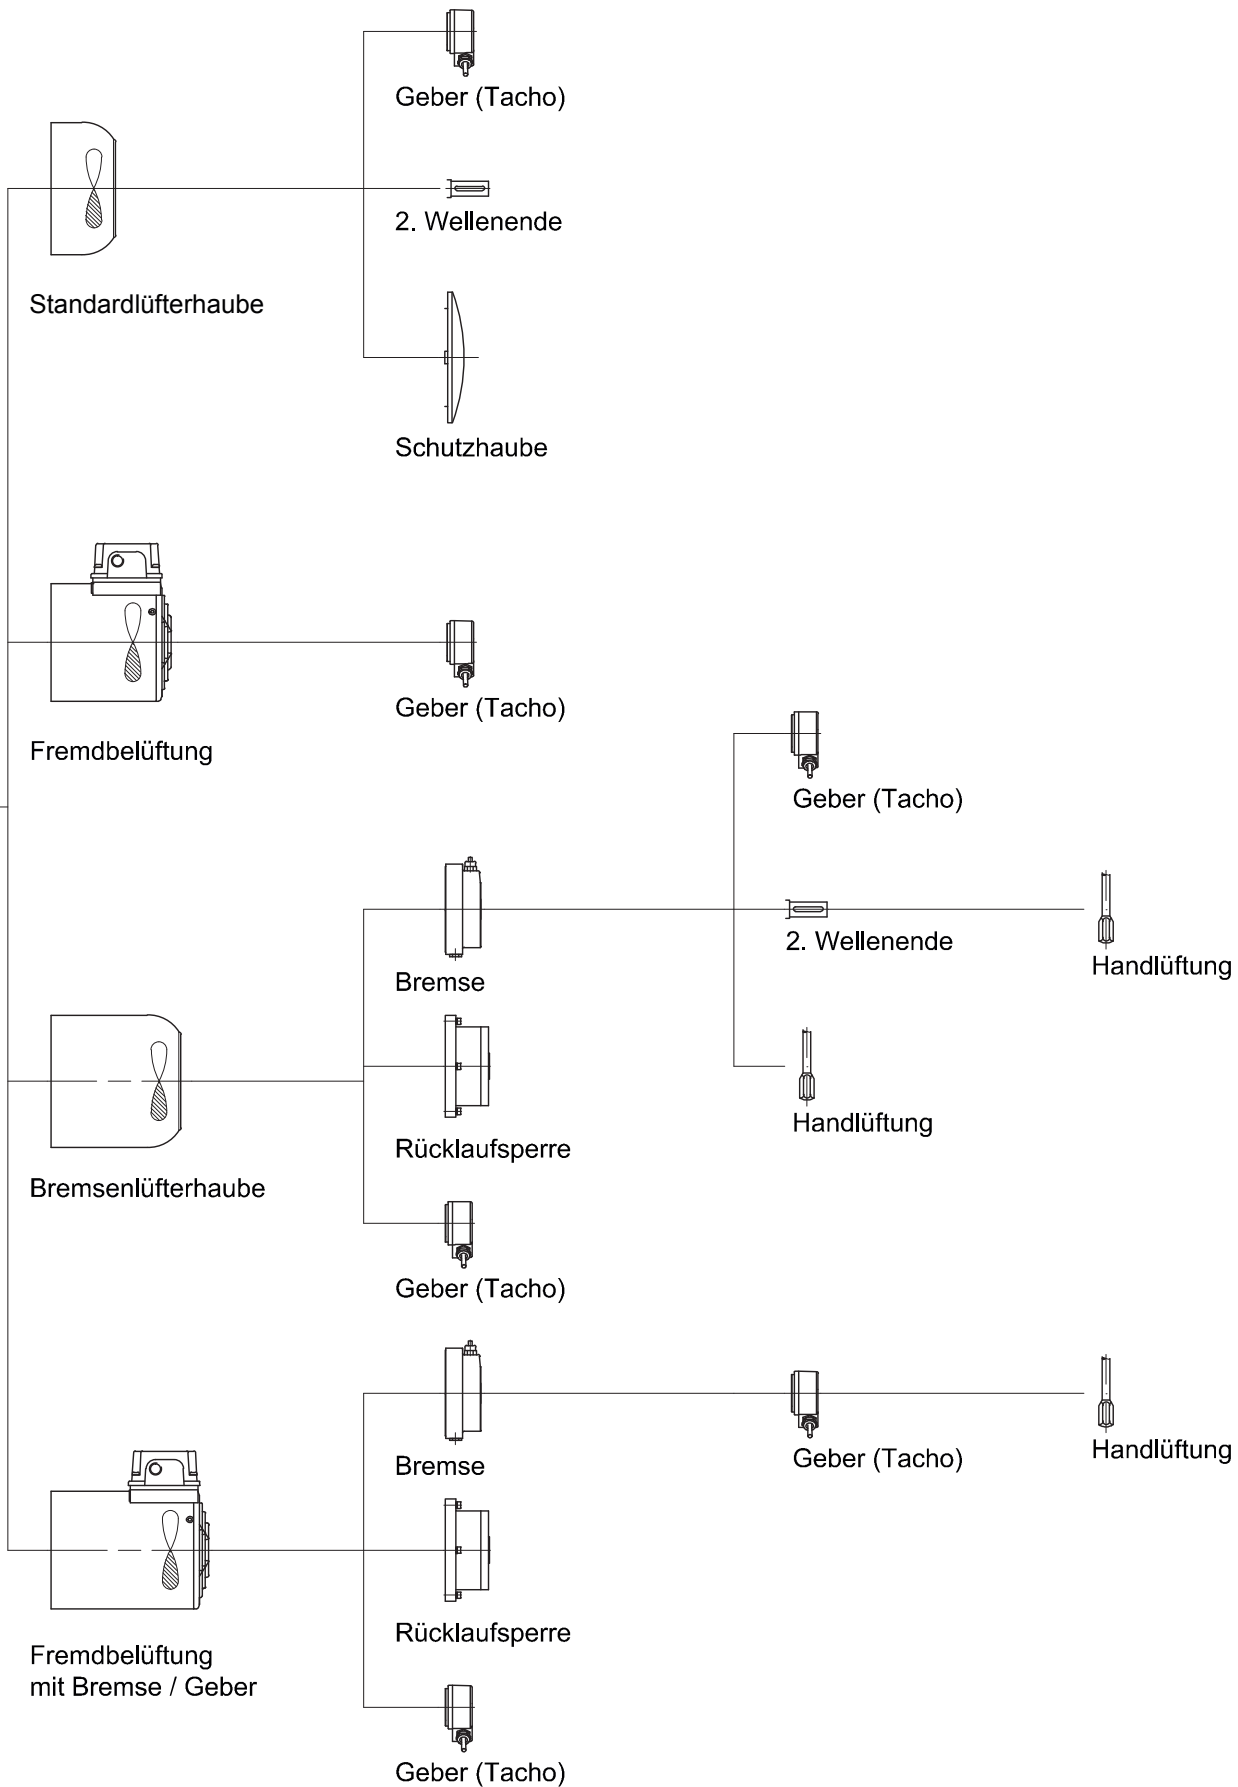 Geber (Tacho)
2. Wellenende
Standardlüfterhaube
Schutzhaube
Geber (Tacho)
Fremdbelüftung
Geber (Tacho)
2. Wellenende
Handlüftung
Bremse
Handlüftung
Rücklaufsperre
Bremsenlüfterhaube
Geber (Tacho)
Geber (Tacho)
Handlüftung
Bremse
Rücklaufsperre
Fremdbelüftung
mit Bremse / Geber
Geber (Tacho)